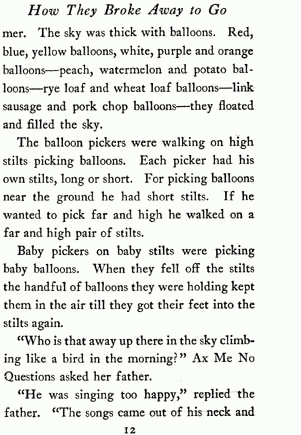 How They Broke Away to Go
mer. The sky was thick with balloons. Red,
blue, yellow balloons, white, purple and orange
balloons—peach, watermelon and potato bal-
loons—rye loaf and wheat loaf balloons—link
sausage and pork chop balloons—they floated
and filled the sky.
The balloon pickers were walking on high
stilts picking balloons. Each picker had his
own stilts, long or short. For picking balloons
near the ground he had short stilts. If he
wanted to pick far and high he walked on a
far and high pair of stilts.
Baby pickers on baby stilts were picking
baby balloons. When they fell off the stilts
the handful of balloons they were holding kept
them in the air till they got their feet into the
stilts again.
“Who is that away up there in the sky climb-
ing like a bird in the morning?” Ax Me No
Questions asked her father.
“He was singing too happy,” replied the
father. “The songs came out of his neck and
12